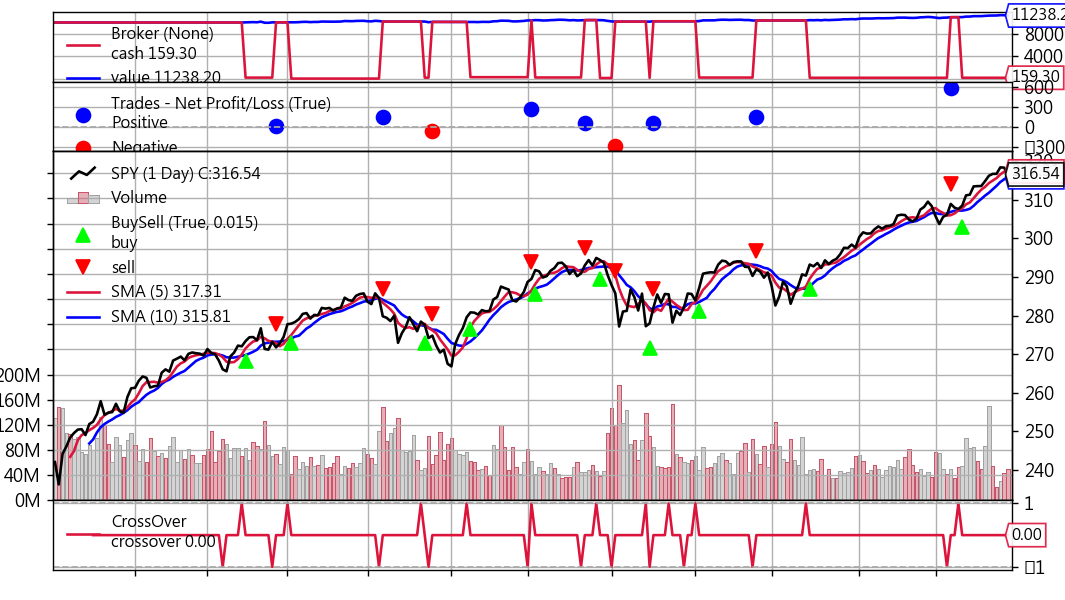 Broker (None)
cash 159.30
value 11238.20
11238.2
8000
4000
159.30
Trades - Net Profit/Loss (True)
Positive
Negative
600
300
0
□300
SPY (1 Day) C:316.54
Volume
BuySell (True, 0.015)
buy
sell
SMA (5) 317.31
SMA (10) 315.81
320
316.54
310
300
290
280
270
260
250
240
200M
160M
120M
80M
40M
0M
CrossOver
crossover 0.00
1
0.00
□1